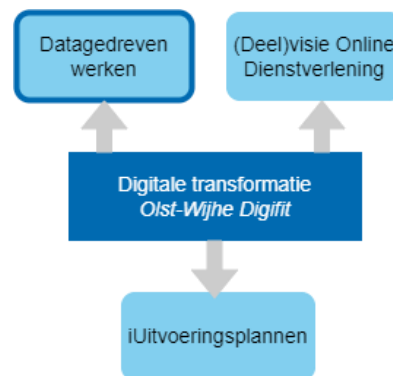 Datagedreven
werken
(Deel)visie Online
Dienstverlening
Digitale transformatie
Olst-Wijhe Digifit
iUitvoeringsplannen